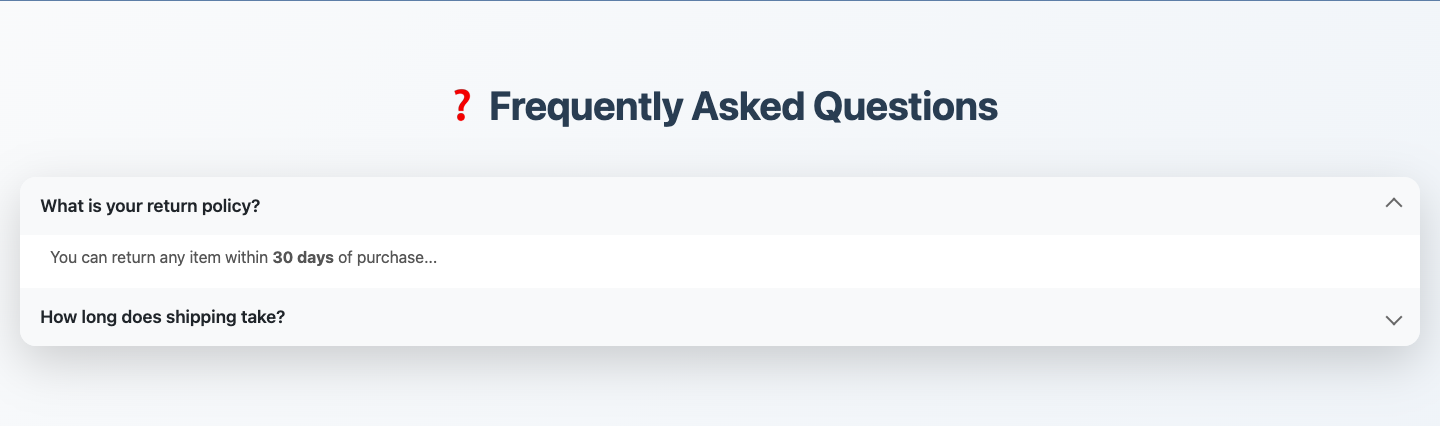 ❓ Frequently Asked Questions
What is your return policy?
You can return any item within 30 days of purchase...
How long does shipping take?